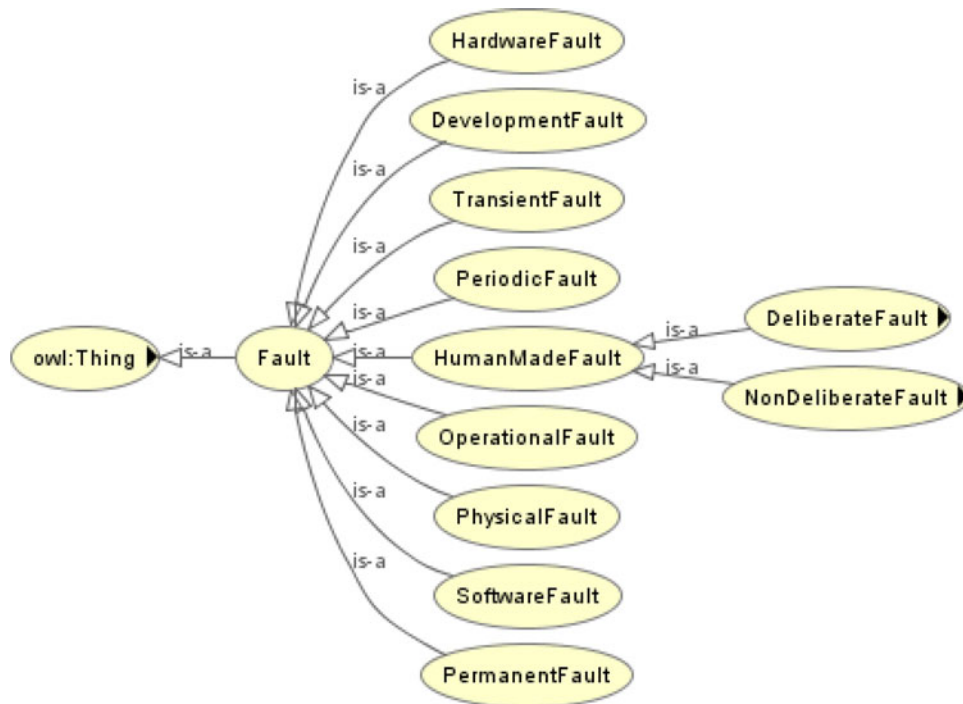 HardwareFault
is-a
DevelopmentFault
is-a
TransientFault
is-a
PeriodicFault
is-a
DeliberateFault
is-a
owl:Thing
is-a
Fault
is-a
HumanMadeFault
is-a
NonDeliberateFault
is-a
OperationalFault
is-a
PhysicalFault
is-a
SoftwareFault
is-a
PermanentFault
is-a